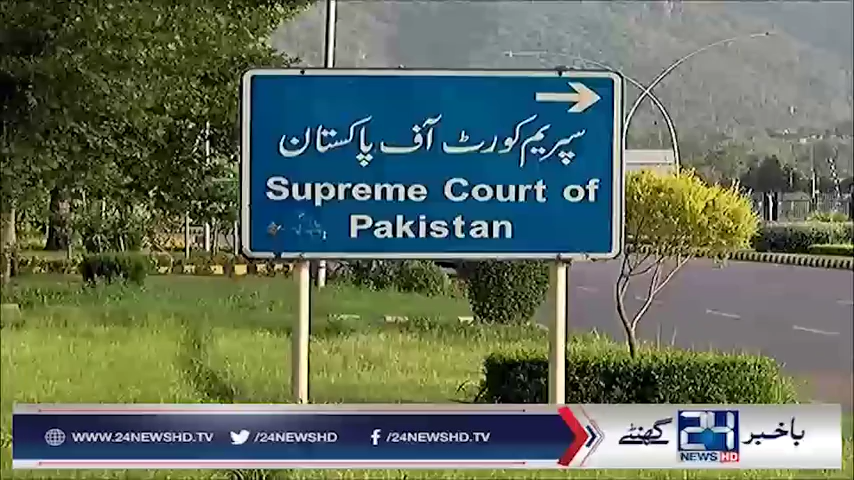 سپریم کورٹ آف پاکستان
Supreme Court of
Pakistan
WWW.24NEWSHD.TV /24NEWSHD /24NEWSHD.TV
باخبر 24 گھنٹے
NEWS HD